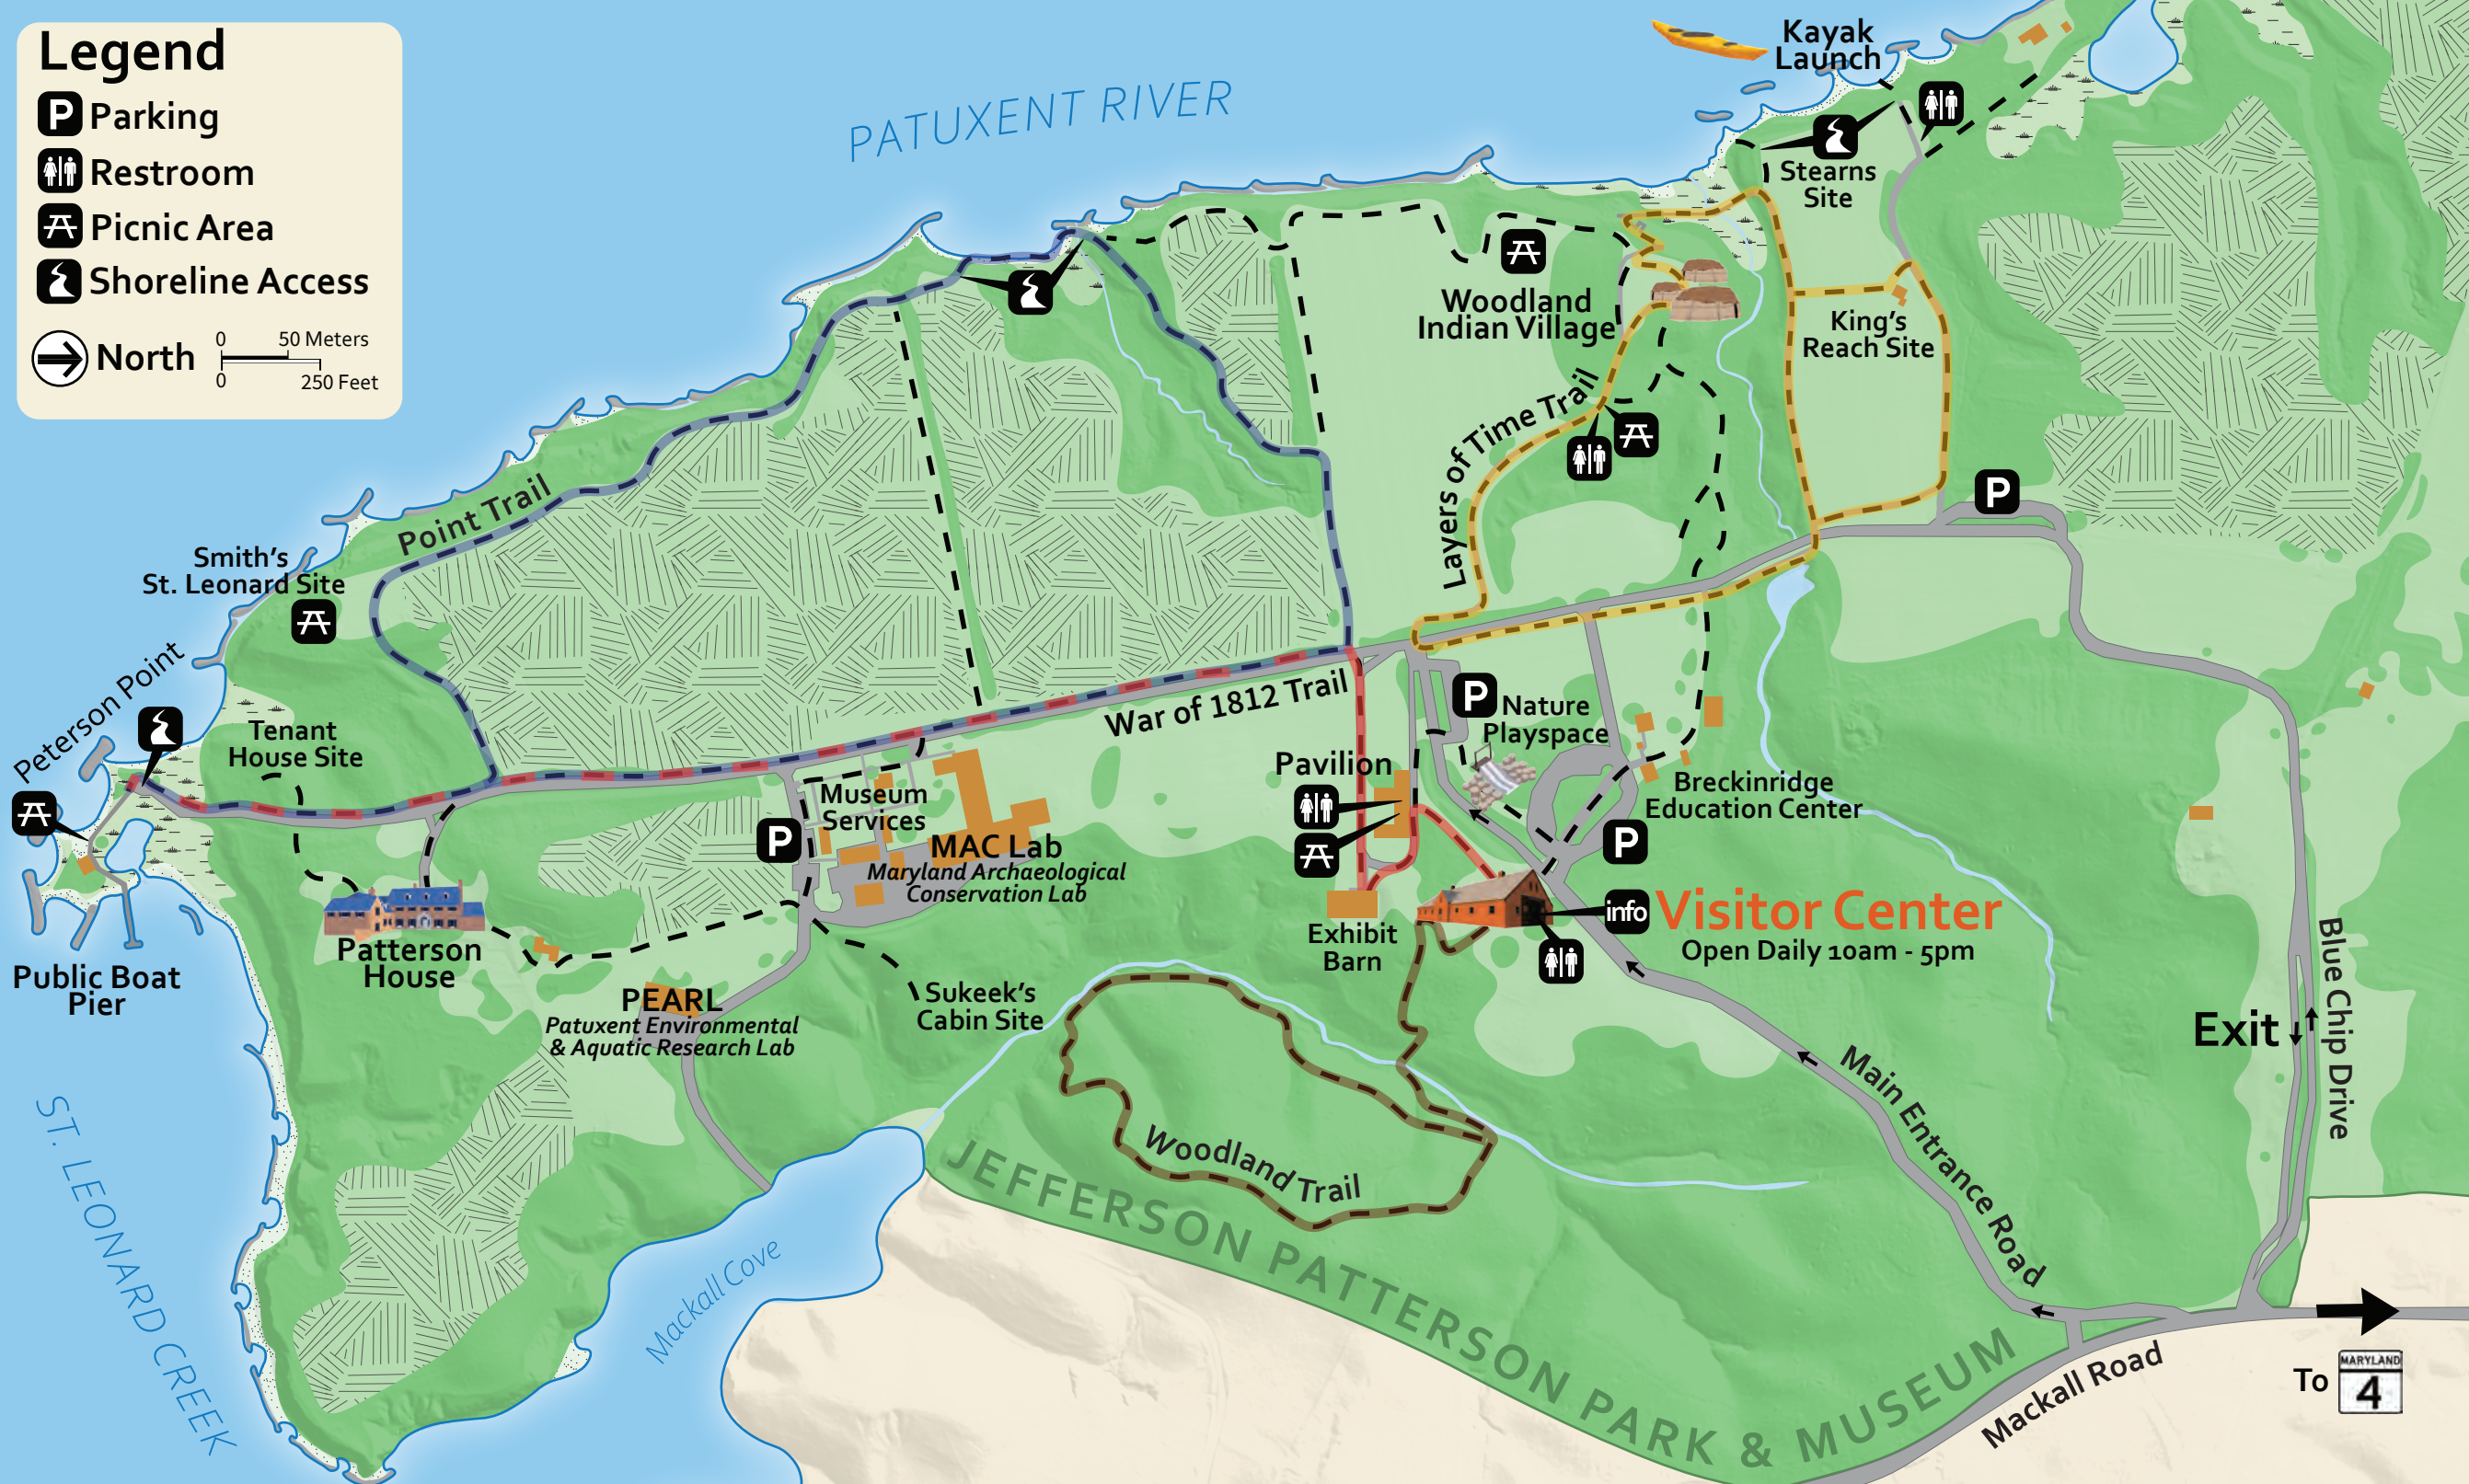 Legend
P Parking
Restroom
Picnic Area
Shoreline Access
North
0 50 Meters
0 250 Feet
PATUXENT RIVER
Kayak
Launch
Stearns
Site
King's
Reach Site
Woodland
Indian Village
Layers of Time Trail
P
Point Trail
Smith's
St. Leonard Site
Peterson Point
Tenant
House Site
War of 1812 Trail
P
Nature
Playspace
Pavilion
Breckinridge
Education Center
P
Museum
Services
P
MAC Lab
Maryland Archaeological
Conservation Lab
Exhibit
Barn
info
Visitor Center
Open Daily 10am - 5pm
Patterson
House
Public Boat
Pier
PEARL
Patuxent Environmental
& Aquatic Research Lab
Sukeek's
Cabin Site
Exit
Blue Chip Drive
Main Entrance Road
Woodland Trail
JEFFERSON PATTERSON PARK & MUSEUM
ST. LEONARD CREEK
Mackall Cove
Mackall Road
To
MARYLAND
4